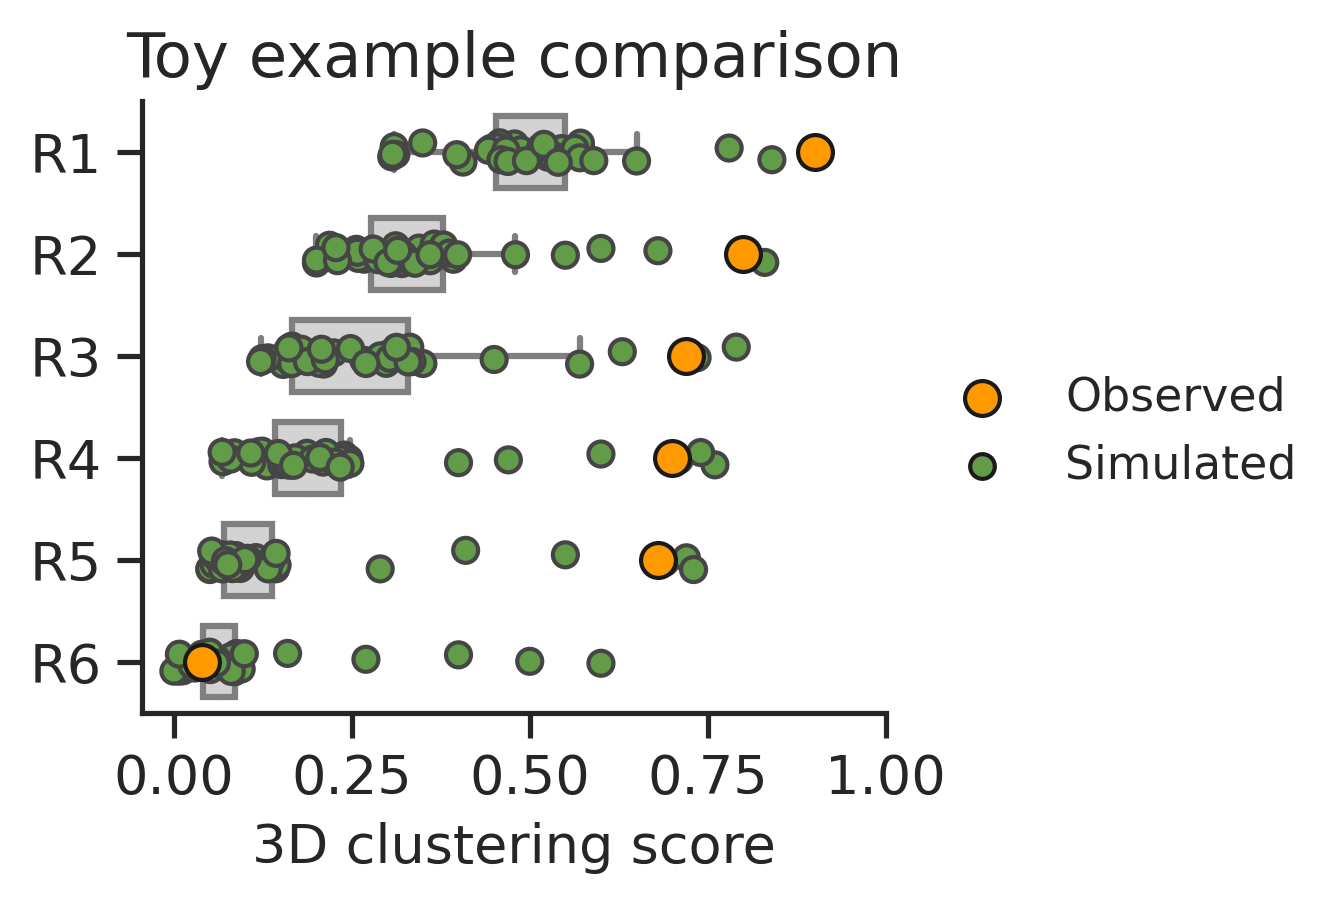 Toy example comparison
R1
R2
R3
R4
R5
R6
0.00 0.25 0.50 0.75 1.00
3D clustering score
Observed
Simulated